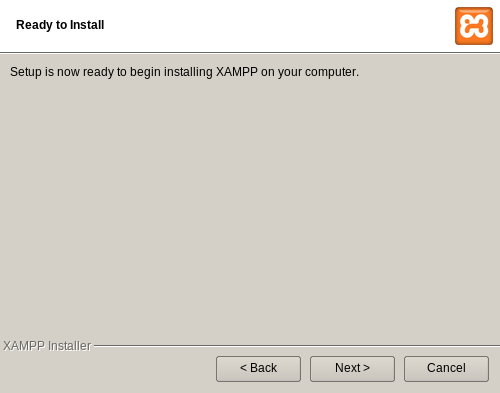 Ready to Install
Setup is now ready to begin installing XAMPP on your computer.
XAMPP Installer
< Back
Next >
Cancel